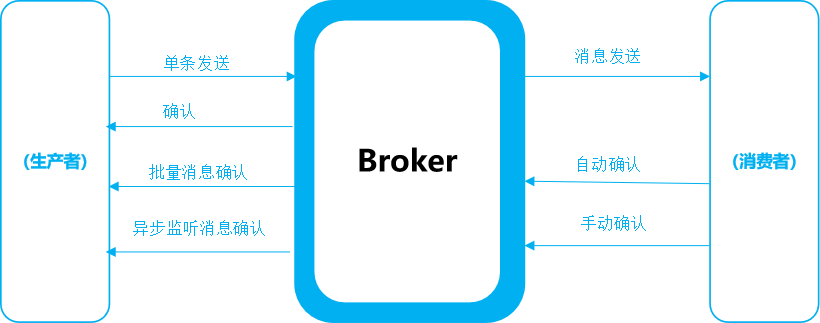 单条发送
确认
(生产者)
批量消息确认
异步监听消息确认
Broker
消息发送
自动确认
(消费者)
手动确认